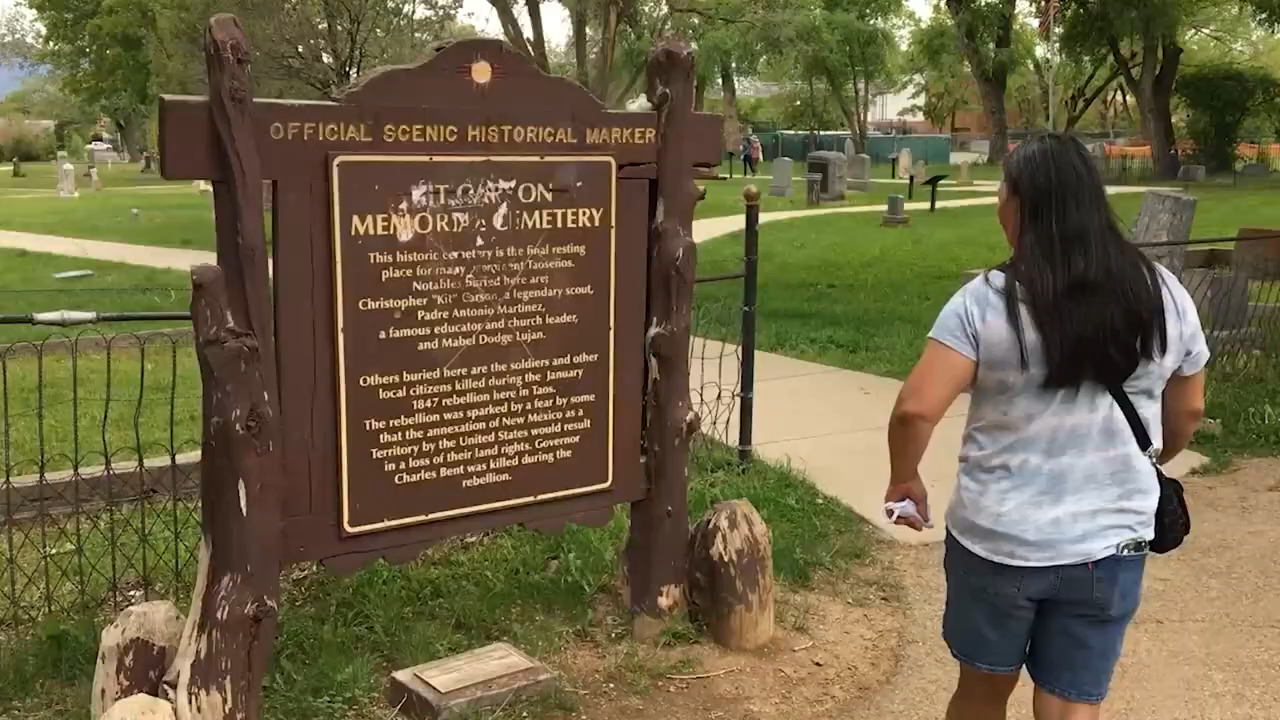 OFFICIAL SCENIC HISTORICAL MARKER
KIT CARSON
MEMORIAL CEMETERY
This historic cemetery is the final resting
place for many prominent Taoseños.
Notables buried here are:
Christopher "Kit" Carson, a legendary scout,
Padre Antonio Martinez,
a famous educator and church leader,
and Mabel Dodge Lujan.
Others buried here are the soldiers and other
local citizens killed during the January
1847 rebellion here in Taos.
The rebellion was sparked by a fear by some
that the annexation of New Mexico as a
Territory by the United States would result
in a loss of their land rights. Governor
Charles Bent was killed during the
rebellion.